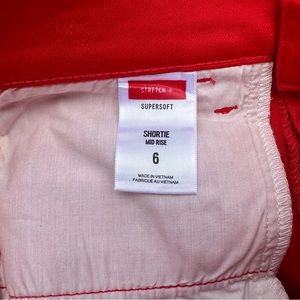 STRETCH +
SUPERSOFT
SHORTIE
MID RISE
6
MADE IN VIETNAM
FABRIQUÉ AU VIETNAM